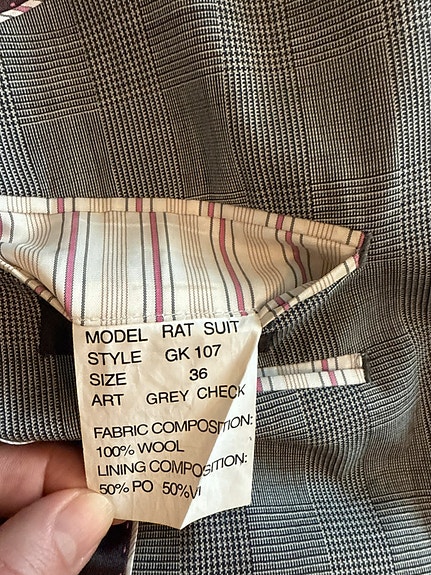 MODEL RAT SUIT
STYLE GK 107
SIZE 36
ART GREY CHECK
FABRIC COMPOSITION:
100% WOOL
LINING COMPOSITION:
50% PO 50%VI